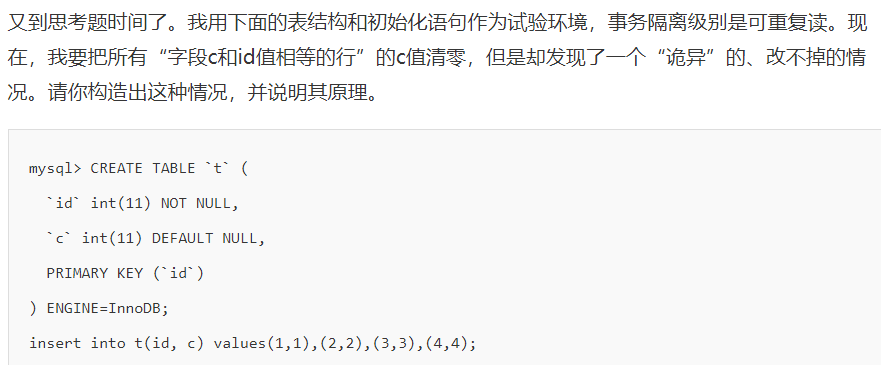 又到思考题时间了。我用下面的表结构和初始化语句作为试验环境，事务隔离级别是可重复读。现
在，我要把所有“字段c和id值相等的行”的c值清零，但是却发现了一个“诡异”的、改不掉的情
况。请你构造出这种情况，并说明其原理。
mysql> CREATE TABLE `t` (
`id` int(11) NOT NULL,
`c` int(11) DEFAULT NULL,
PRIMARY KEY (`id`)
) ENGINE=InnoDB;
insert into t(id, c) values(1,1),(2,2),(3,3),(4,4);